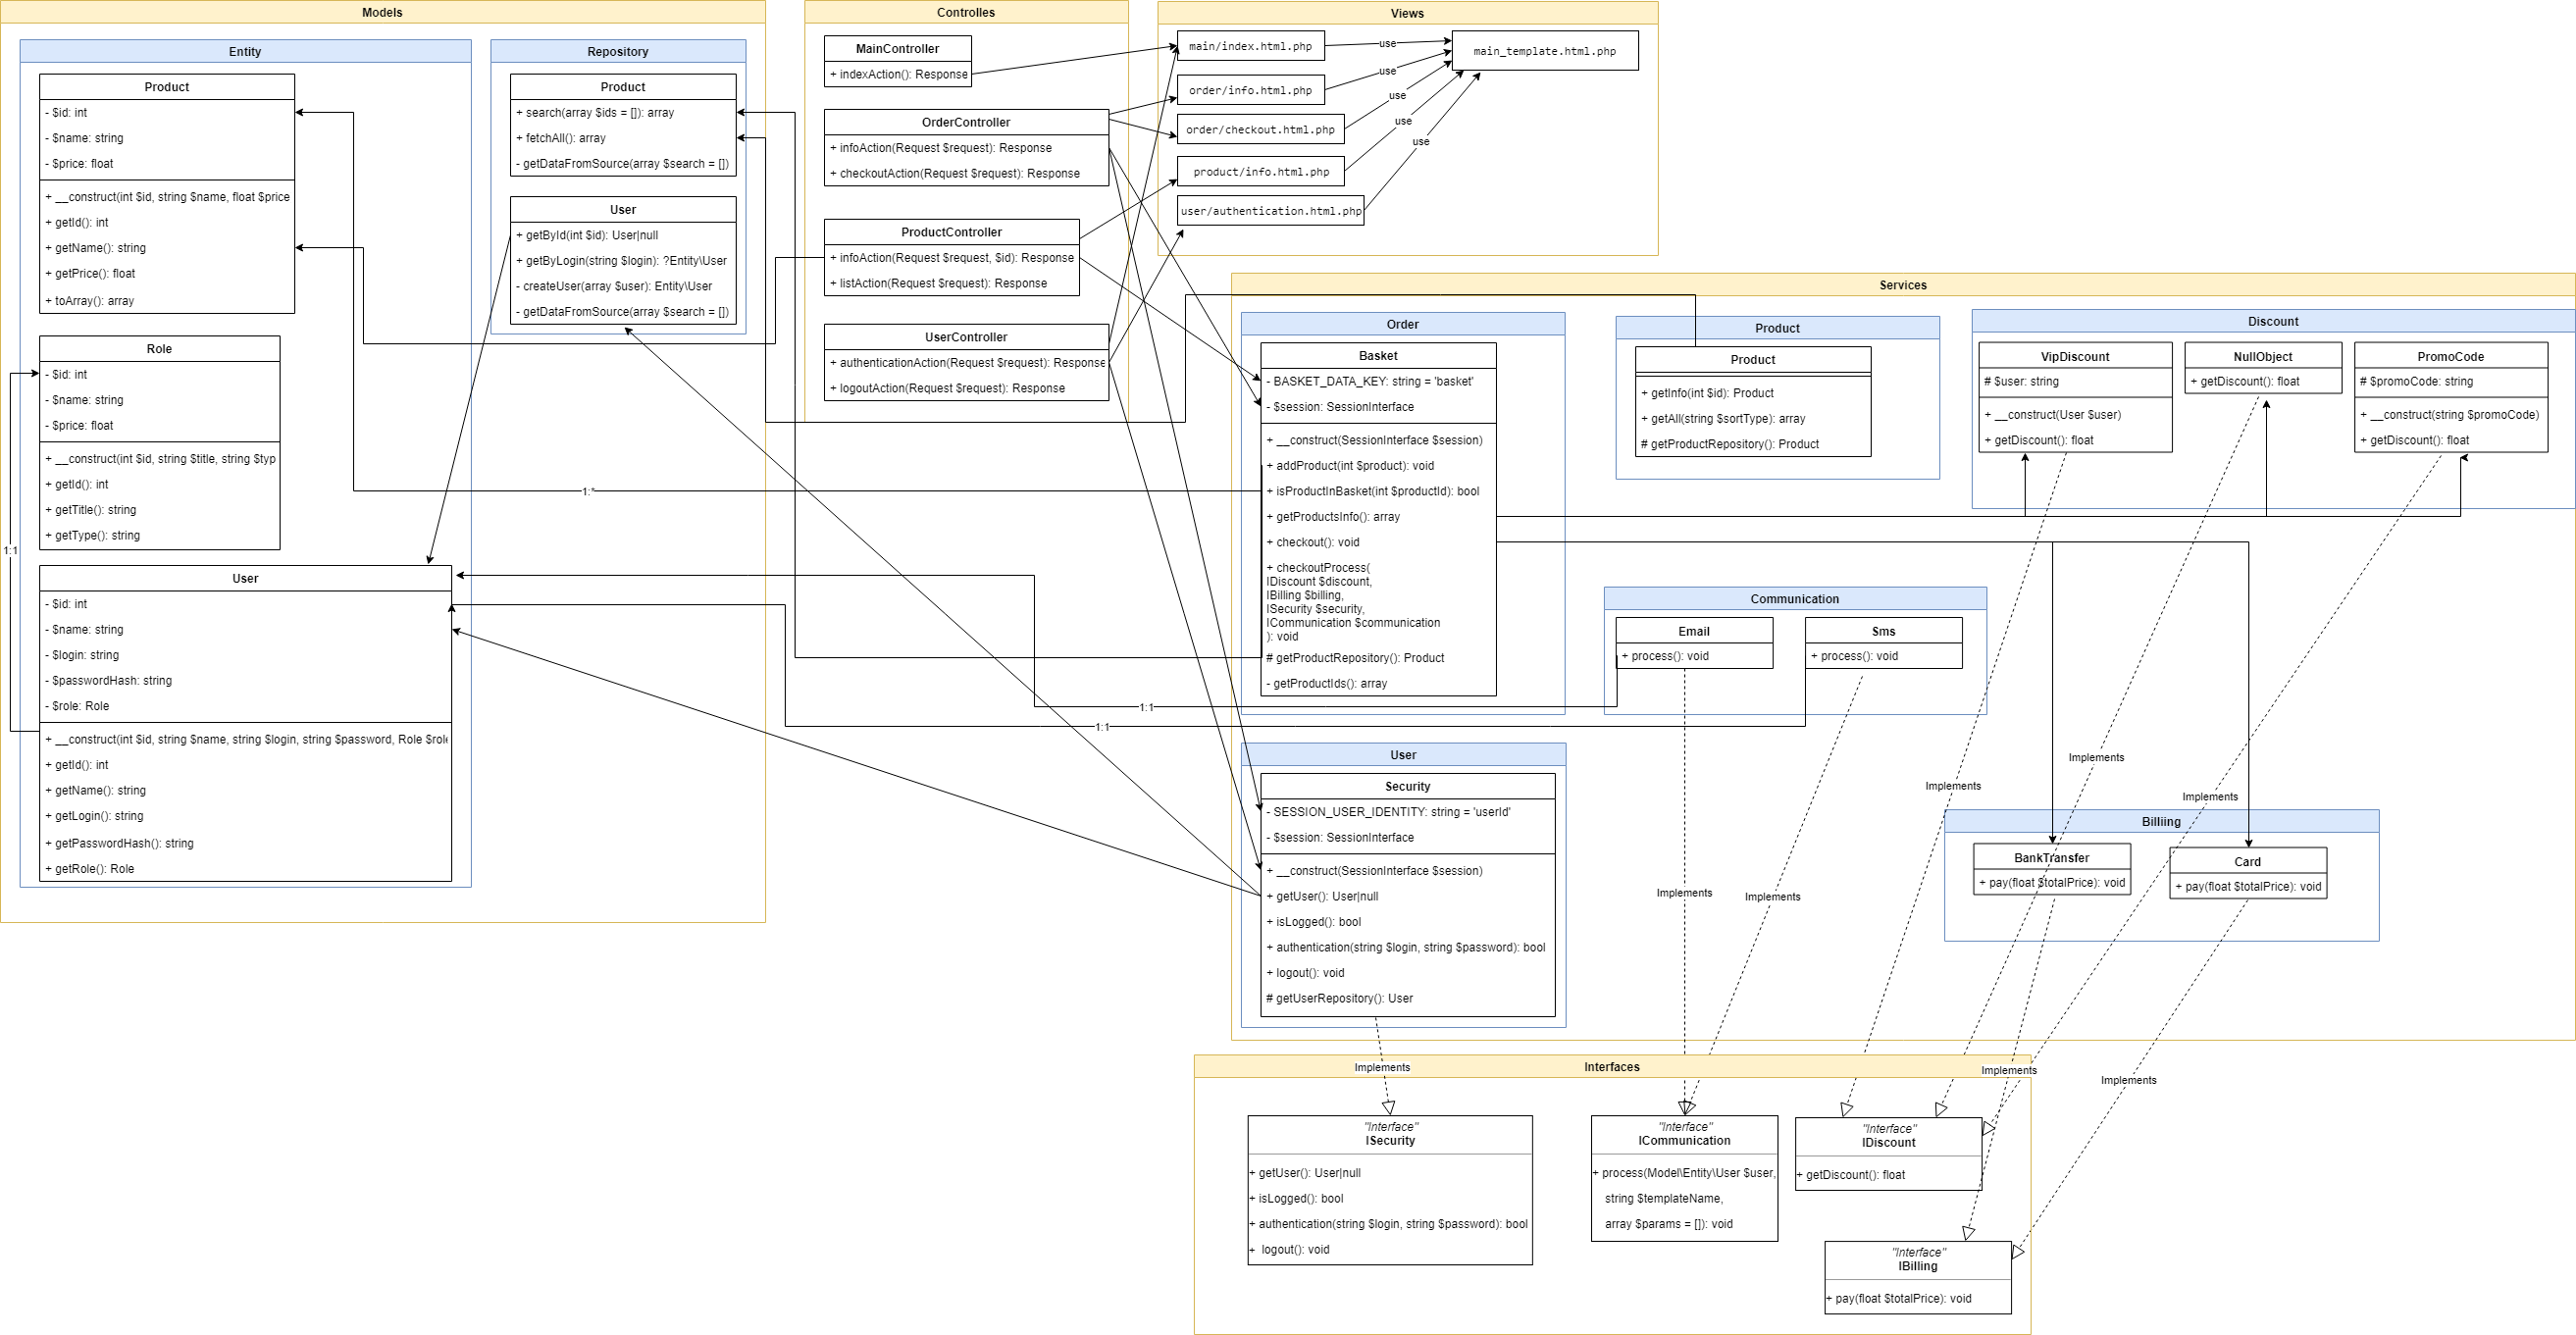 Models
Entity
Product
- $id: int
- $name: string
- $price: float
+ __construct(int $id, string $name, float $price
+ getId(): int
+ getName(): string
+ getPrice(): float
+ toArray(): array
Role
- $id: int
- $name: string
- $price: float
+ __construct(int $id, string $title, string $typ
+ getId(): int
+ getTitle(): string
+ getType(): string
1:1
User
- $id: int
- $name: string
- $login: string
- $passwordHash: string
- $role: Role
+ __construct(int $id, string $name, string $login, string $password, Role $role
+ getId(): int
+ getName(): string
+ getLogin(): string
+ getPasswordHash(): string
+ getRole(): Role
Repository
Product
+ search(array $ids = []): array
+ fetchAll(): array
- getDataFromSource(array $search = [])
User
+ getById(int $id): User|null
+ getByLogin(string $login): ?Entity\User
- createUser(array $user): Entity\User
- getDataFromSource(array $search = [])
1:*
Controlles
MainController
+ indexAction(): Response
OrderController
+ infoAction(Request $request): Response
+ checkoutAction(Request $request): Response
ProductController
+ infoAction(Request $request, $id): Response
+ listAction(Request $request): Response
UserController
+ authenticationAction(Request $request): Response
+ logoutAction(Request $request): Response
Views
main/index.html.php
order/info.html.php
order/checkout.html.php
product/info.html.php
user/authentication.html.php
use
use
use
use
use
main_template.html.php
Services
Order
Basket
- BASKET_DATA_KEY: string = 'basket'
- $session: SessionInterface
+ __construct(SessionInterface $session)
+ addProduct(int $product): void
+ isProductInBasket(int $productId): bool
+ getProductsInfo(): array
+ checkout(): void
+ checkoutProcess(
IDiscount $discount,
IBilling $billing,
ISecurity $security,
ICommunication $communication
): void
# getProductRepository(): Product
- getProductIds(): array
1:1
1:1
Product
Product
+ getInfo(int $id): Product
+ getAll(string $sortType): array
# getProductRepository(): Product
Discount
VipDiscount
# $user: string
+ __construct(User $user)
+ getDiscount(): float
NullObject
+ getDiscount(): float
PromoCode
# $promoCode: string
+ __construct(string $promoCode)
+ getDiscount(): float
Communication
Email
+ process(): void
Sms
+ process(): void
User
Security
- SESSION_USER_IDENTITY: string = 'userId'
- $session: SessionInterface
+ __construct(SessionInterface $session)
+ getUser(): User|null
+ isLogged(): bool
+ authentication(string $login, string $password): bool
+ logout(): void
# getUserRepository(): User
Implements
Implements
Implements
Implements
Implements
Billiing
BankTransfer
+ pay(float $totalPrice): void
Card
+ pay(float $totalPrice): void
Interfaces
Implements
Implements
Implements
"Interface"
ISecurity
+ getUser(): User|null
+ isLogged(): bool
+ authentication(string $login, string $password): bool
+ logout(): void
"Interface"
ICommunication
+ process(Model\Entity\User $user,
string $templateName,
array $params = []): void
"Interface"
IDiscount
+ getDiscount(): float
"Interface"
IBilling
+ pay(float $totalPrice): void